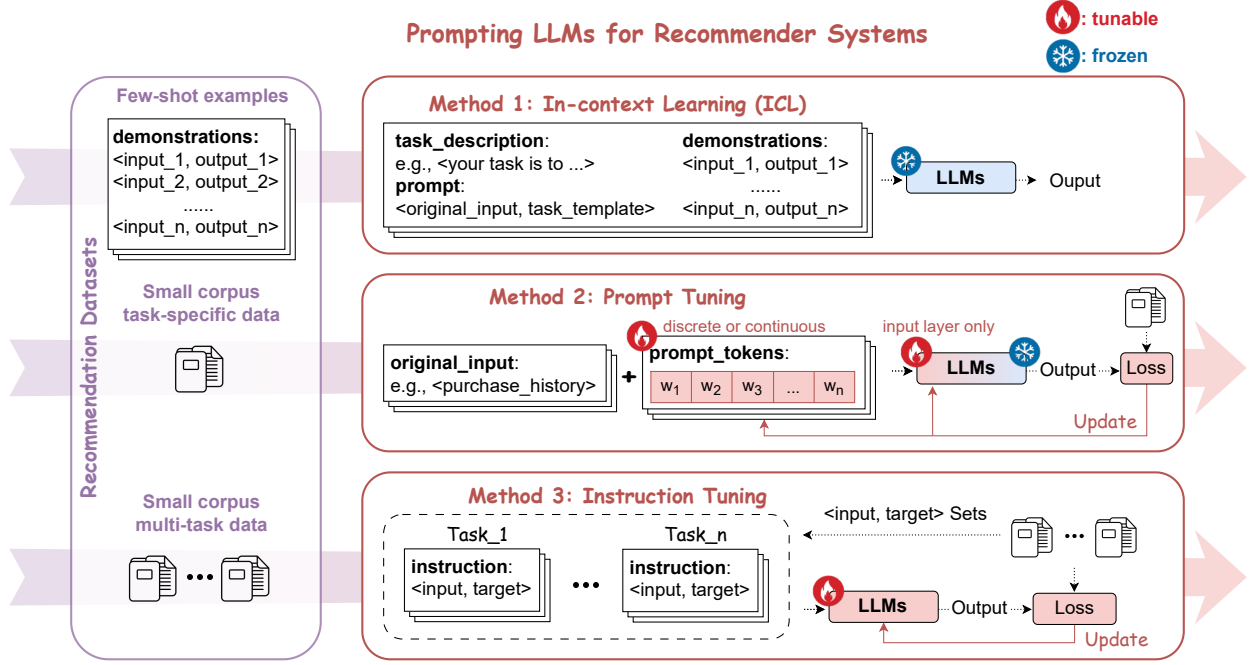 Prompting LLMs for Recommender Systems
: tunable
: frozen
Recommendation Datasets
Few-shot examples
demonstrations:
<input_1, output_1>
<input_2, output_2>
......
<input_n, output_n>
Small corpus
task-specific data
Small corpus
multi-task data
Method 1: In-context Learning (ICL)
task_description:
e.g., <your task is to ...>
prompt:
<original_input, task_template>
demonstrations:
<input_1, output_1>
......
<input_n, output_n>
LLMs
Ouput
Method 2: Prompt Tuning
original_input:
e.g., <purchase_history>
+
discrete or continuous
prompt_tokens:
w1 w2 w3 ... wn
input layer only
LLMs
Output
Loss
Update
Method 3: Instruction Tuning
Task_1
instruction:
<input, target>
Task_n
instruction:
<input, target>
<input, target> Sets
LLMs
Output
Loss
Update